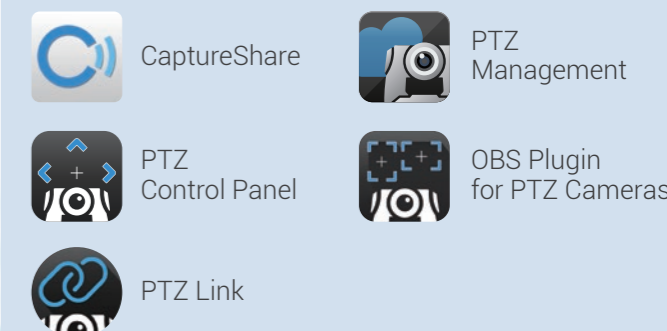 CaptureShare
PTZ
Management
PTZ
Control Panel
OBS Plugin
for PTZ Cameras
PTZ Link